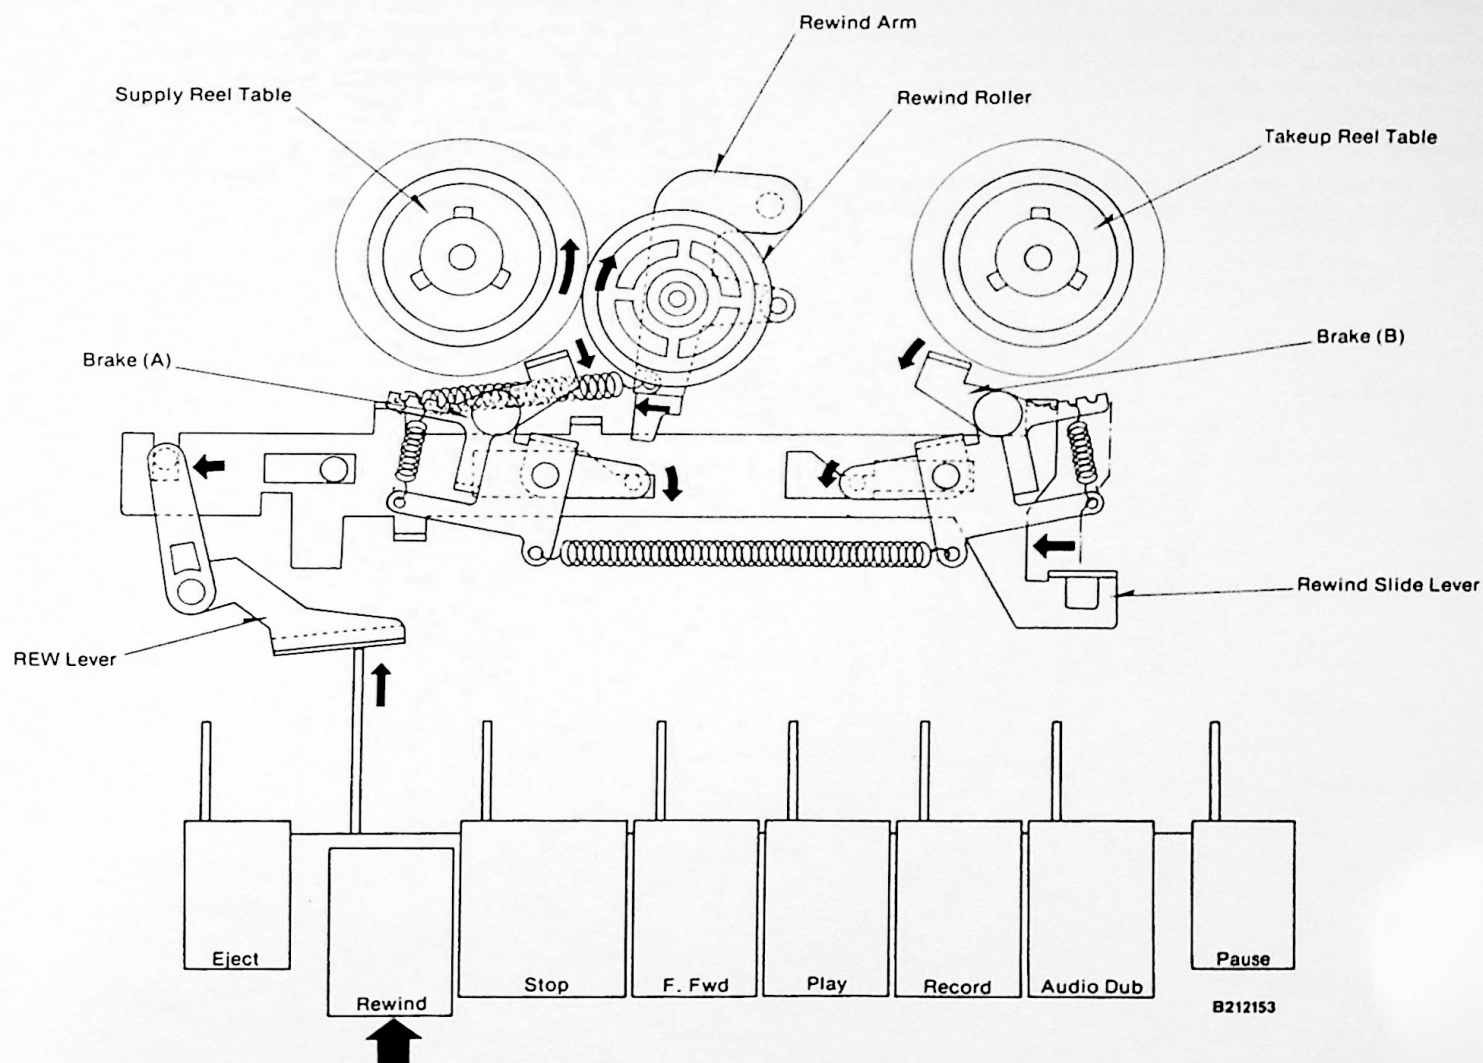 Rewind Arm
Supply Reel Table
Rewind Roller
Takeup Reel Table
Brake (A)
Brake (B)
Rewind Slide Lever
REW Lever
Eject
Rewind
Stop
F. Fwd
Play
Record
Audio Dub
Pause
B212153